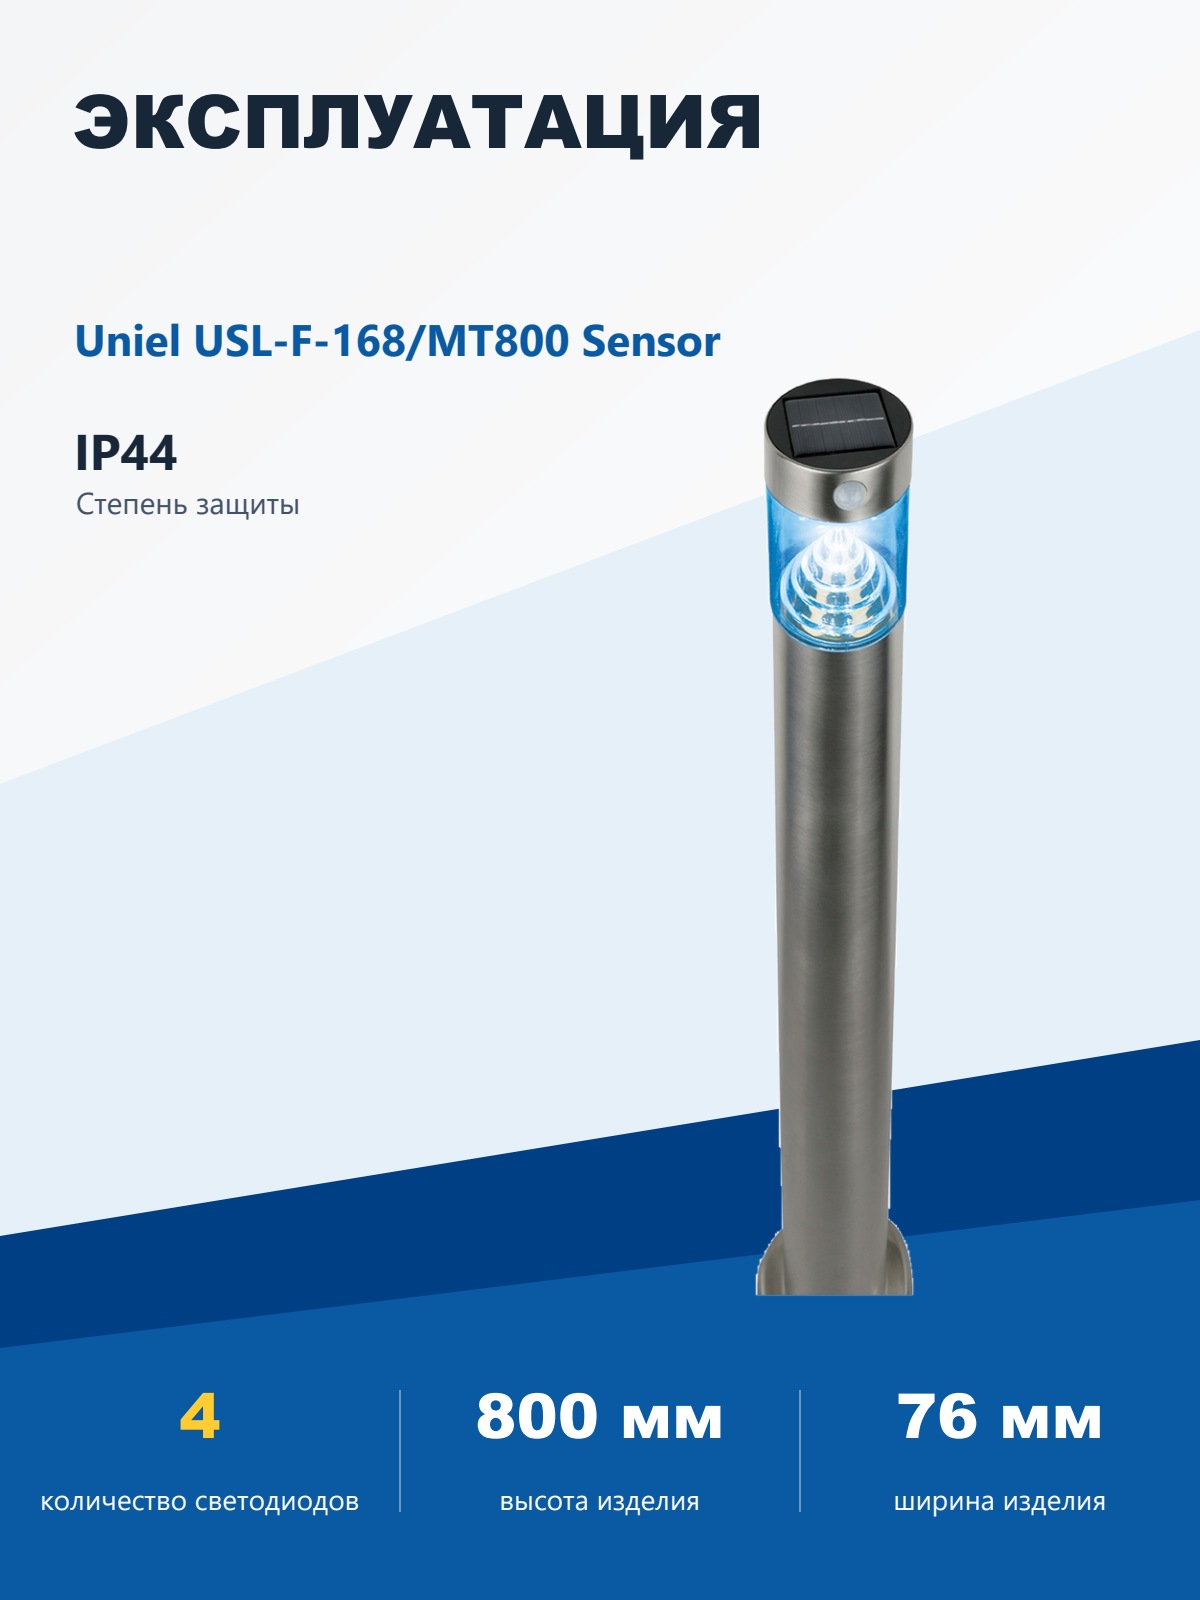 ЭКСПЛУАТАЦИЯ
Uniel USL-F-168/MT800 Sensor
IP44
Степень защиты
4
количество светодиодов
800 мм
высота изделия
76 мм
ширина изделия